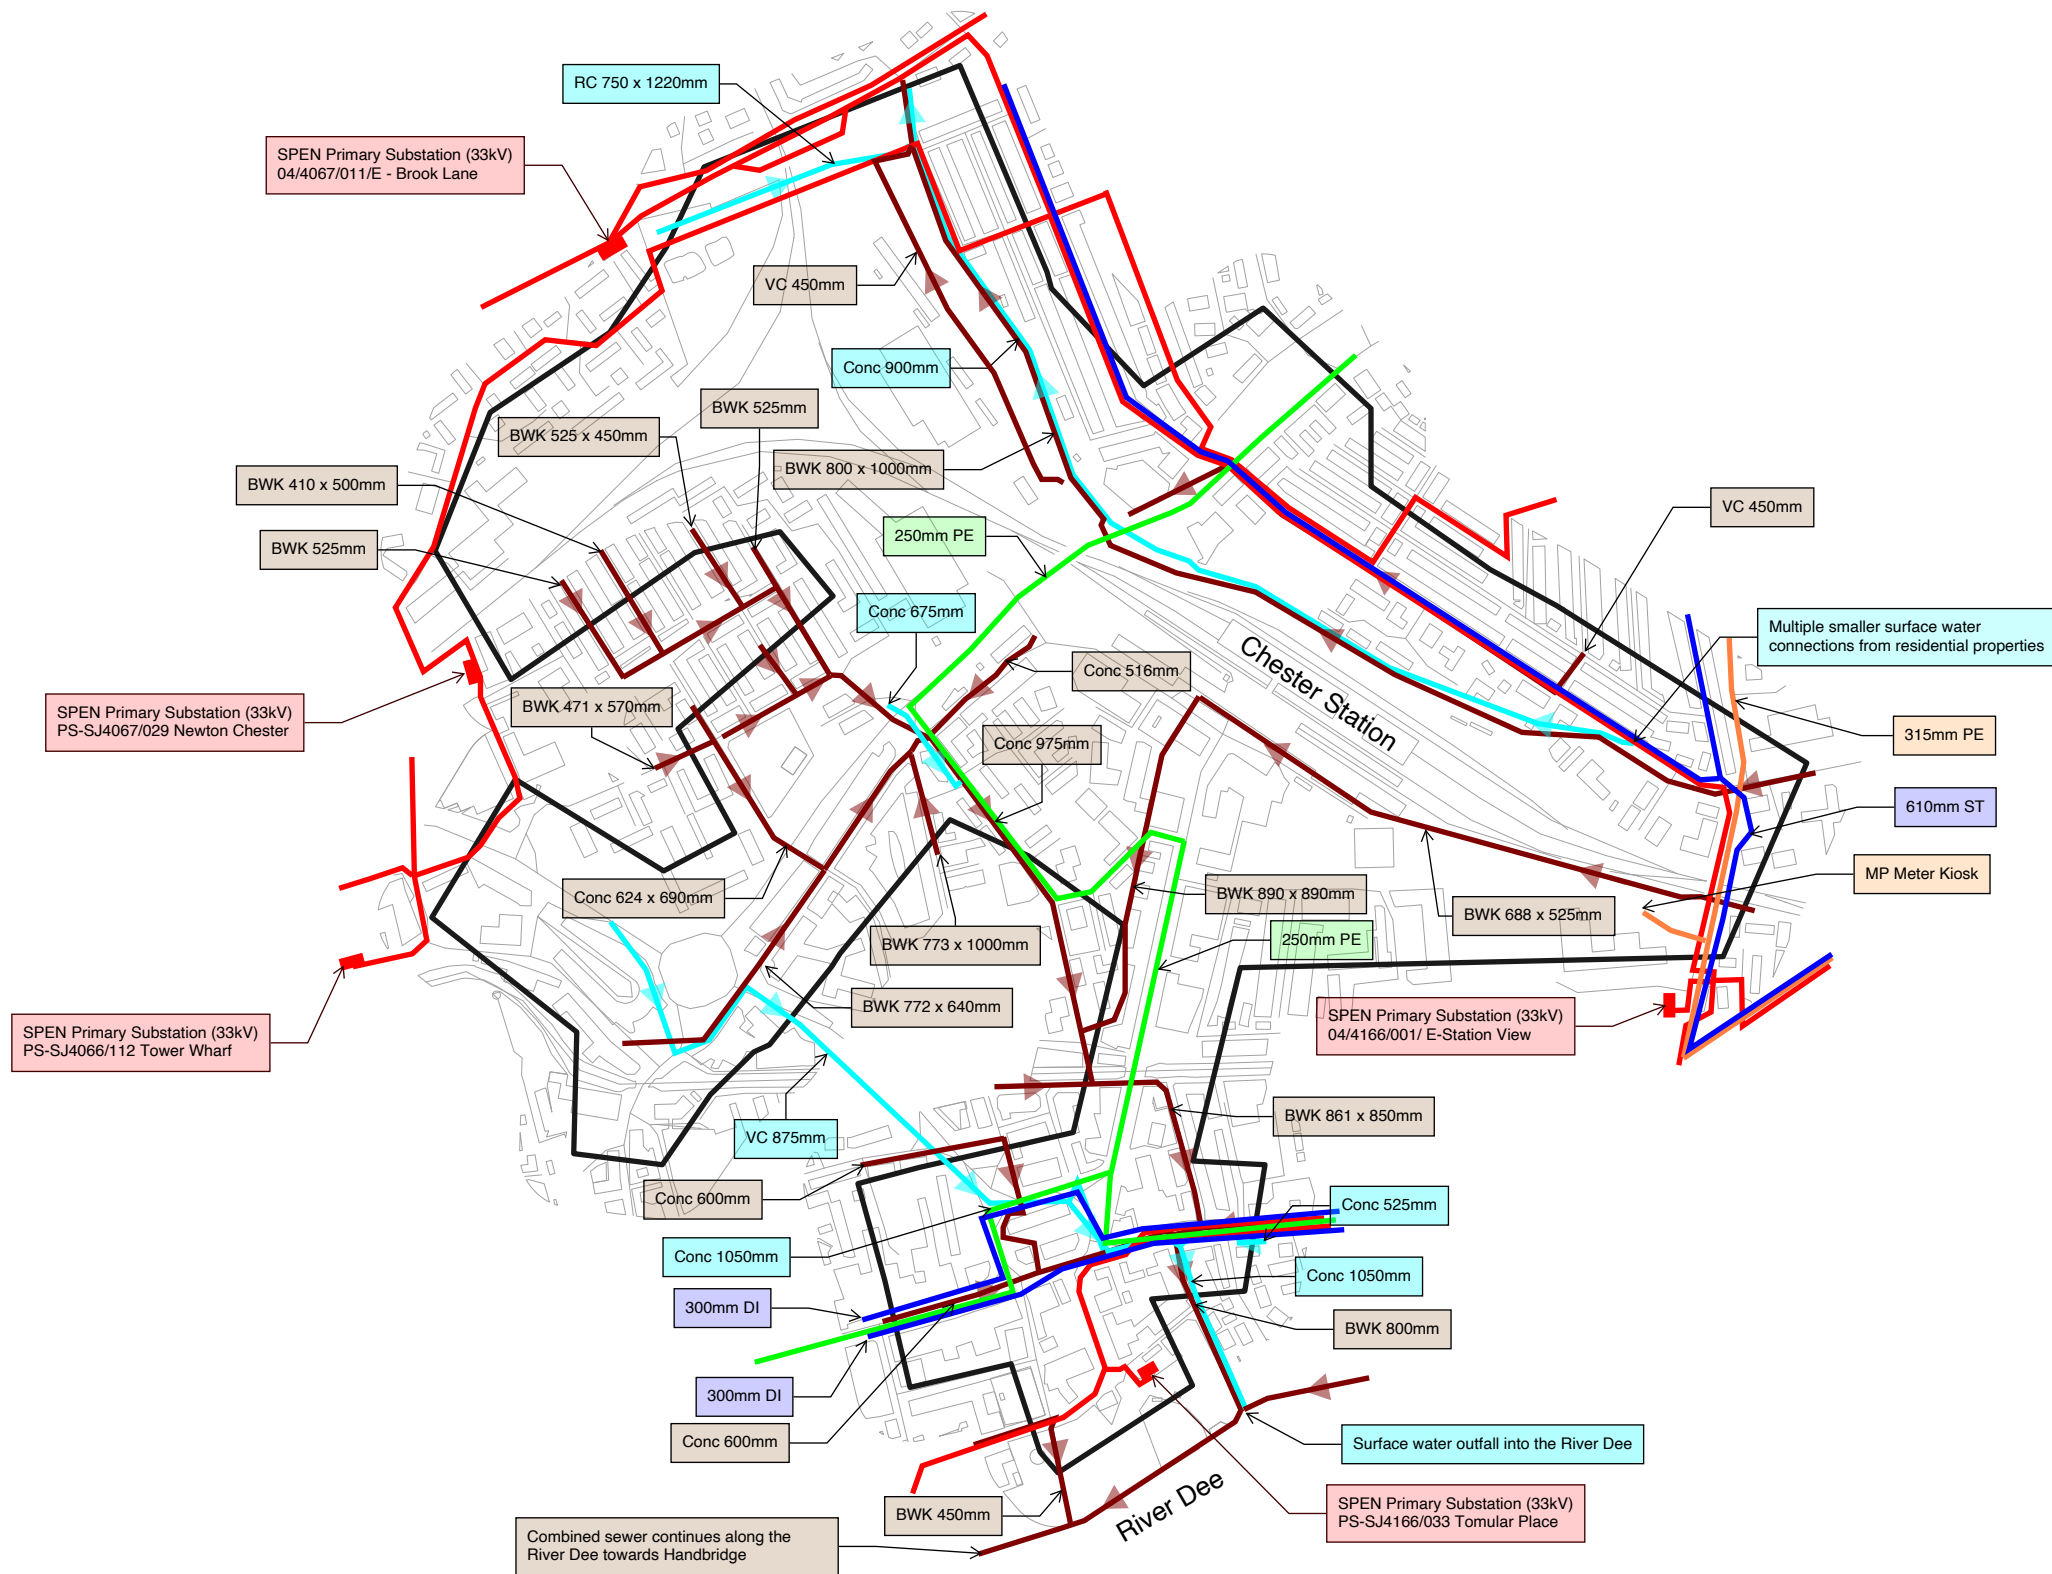 RC 750 x 1220mm
SPEN Primary Substation (33kV)
04/4067/011/E - Brook Lane
VC 450mm
Conc 900mm
BWK 525mm
BWK 525 x 450mm
BWK 800 x 1000mm
BWK 410 x 500mm
BWK 525mm
250mm PE
VC 450mm
Conc 675mm
Multiple smaller surface water
connections from residential properties
Chester Station
Conc 516mm
SPEN Primary Substation (33kV)
PS-SJ4067/029 Newton Chester
BWK 471 x 570mm
Conc 975mm
315mm PE
610mm ST
MP Meter Kiosk
Conc 624 x 690mm
BWK 890 x 890mm
BWK 688 x 525mm
BWK 773 x 1000mm
250mm PE
BWK 772 x 640mm
SPEN Primary Substation (33kV)
04/4166/001/ E-Station View
SPEN Primary Substation (33kV)
PS-SJ4066/112 Tower Wharf
VC 875mm
BWK 861 x 850mm
Conc 600mm
Conc 525mm
Conc 1050mm
Conc 1050mm
300mm DI
BWK 800mm
300mm DI
Conc 600mm
Surface water outfall into the River Dee
River Dee
SPEN Primary Substation (33kV)
PS-SJ4166/033 Tomular Place
BWK 450mm
Combined sewer continues along the
River Dee towards Handbridge